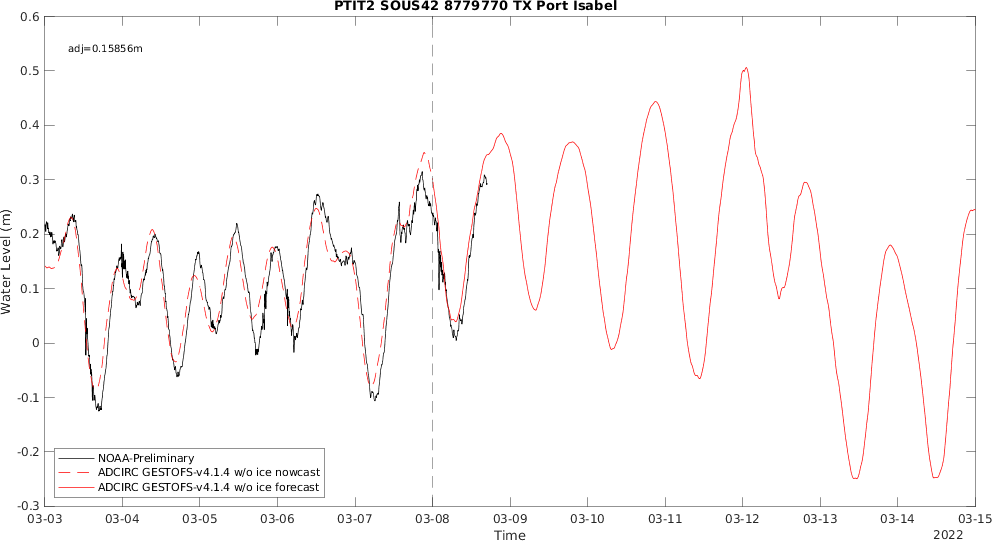 PTIT2 SOUS42 8779770 TX Port Isabel
adj=0.15856m
Water Level (m)
0.6
0.5
0.4
0.3
0.2
0.1
0
-0.1
-0.2
-0.3
NOAA-Preliminary
ADCIRC GESTOFS-v4.1.4 w/o ice nowcast
ADCIRC GESTOFS-v4.1.4 w/o ice forecast
03-03 03-04 03-05 03-06 03-07 03-08 03-09 03-10 03-11 03-12 03-13 03-14 03-15
Time
2022